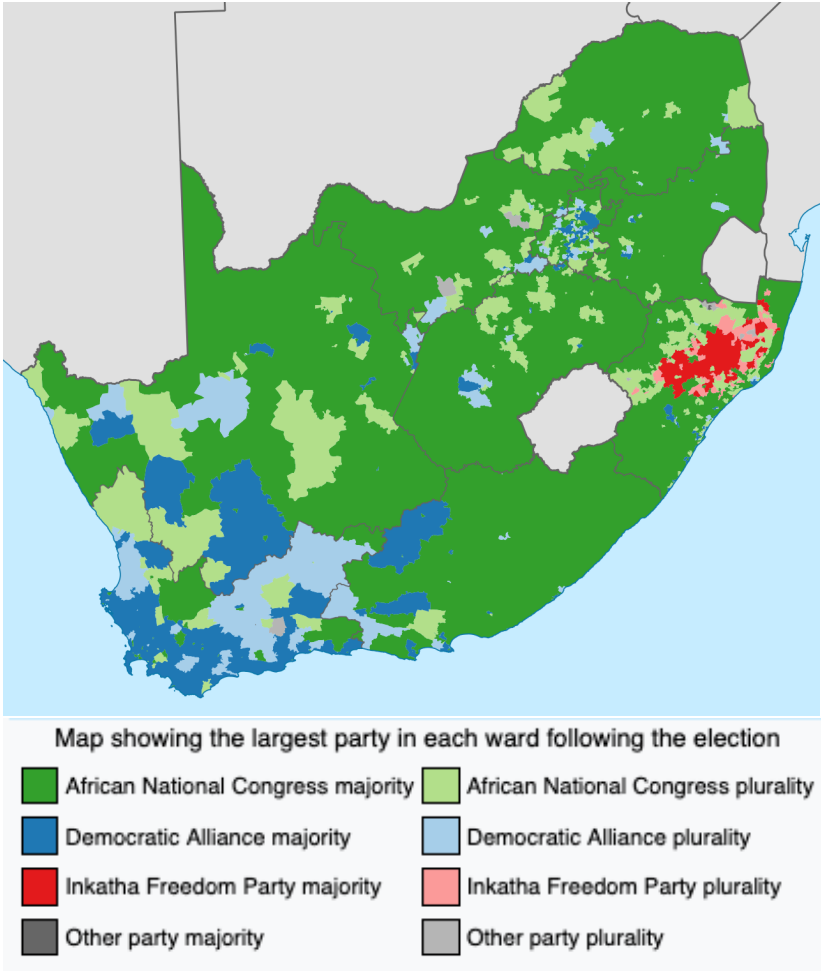 Map showing the largest party in each ward following the election
African National Congress majority African National Congress plurality
Democratic Alliance majority Democratic Alliance plurality
Inkatha Freedom Party majority Inkatha Freedom Party plurality
Other party majority Other party plurality